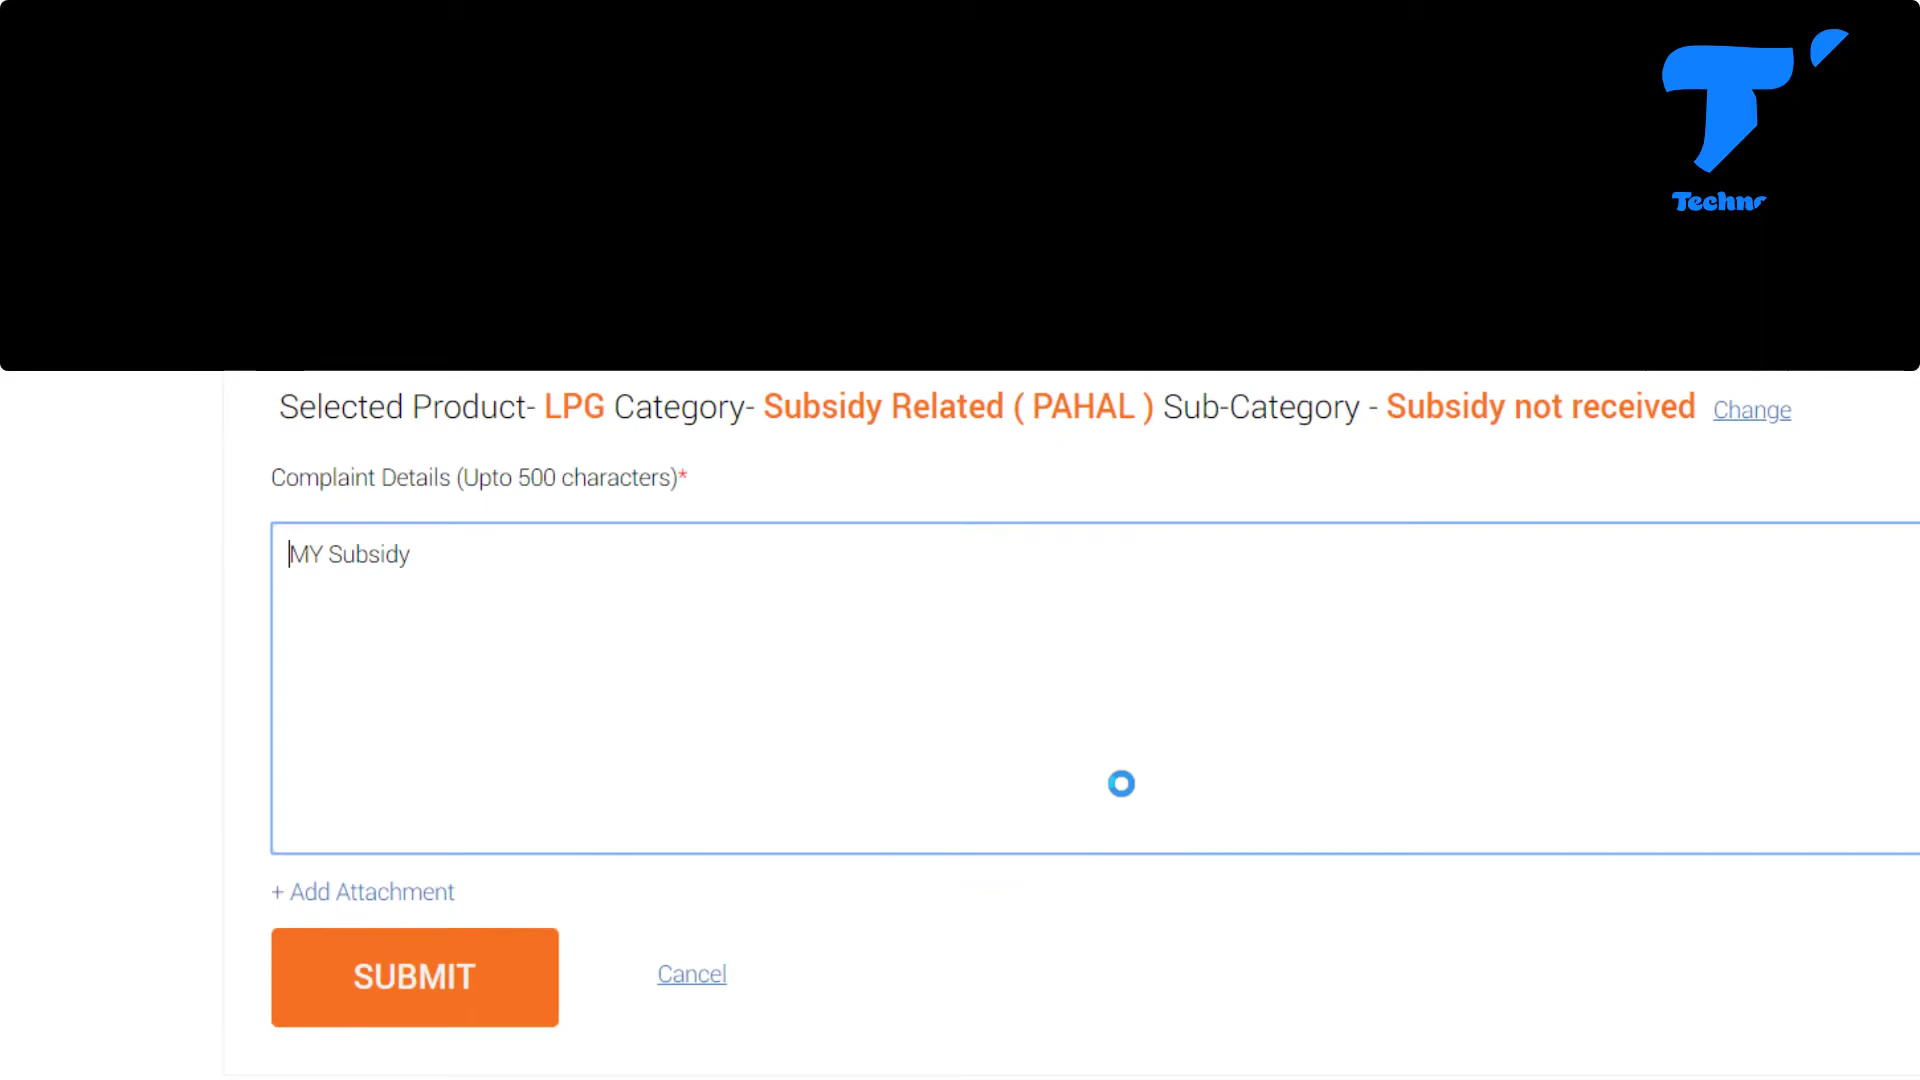 Selected Product- LPG Category- Subsidy Related ( PAHAL ) Sub-Category - Subsidy not received Change
Complaint Details (Upto 500 characters)*
MY Subsidy
+ Add Attachment
SUBMIT
Cancel